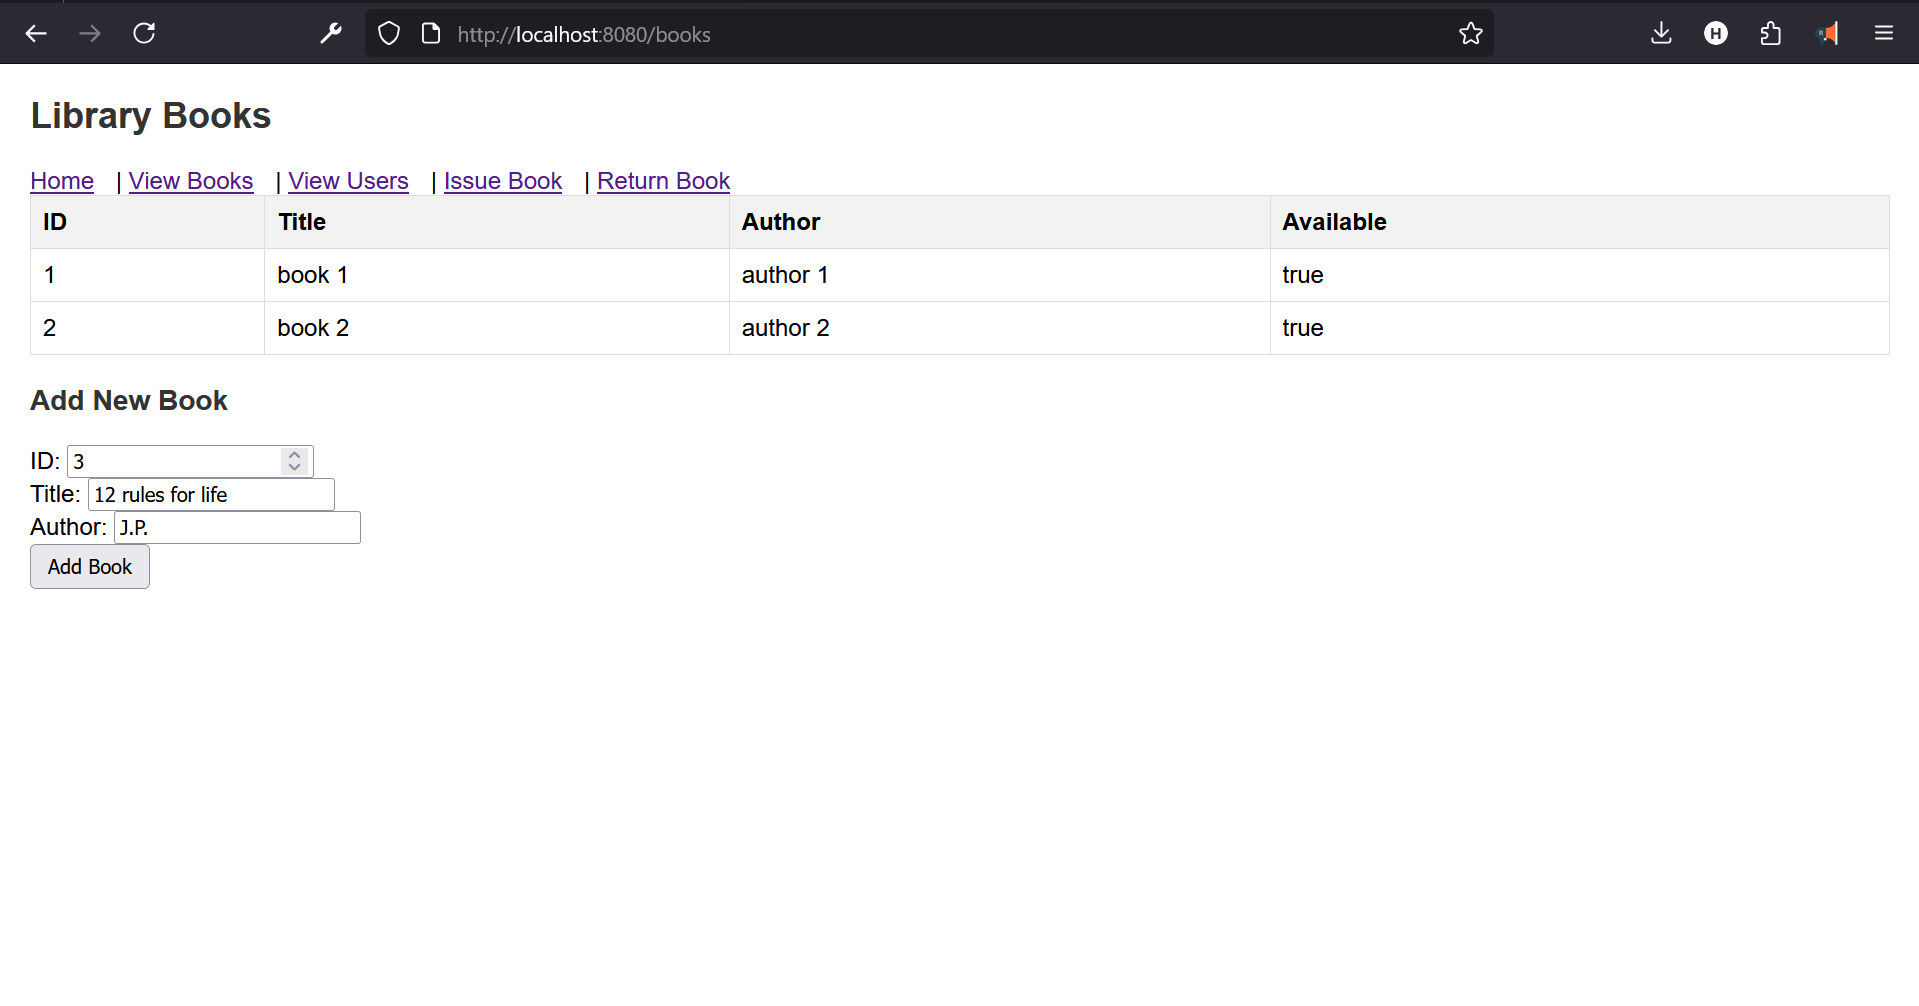 http://localhost:8080/books
H
Library Books
Home | View Books | View Users | Issue Book | Return Book
ID Title Author Available
1 book 1 author 1 true
2 book 2 author 2 true
Add New Book
ID: 3
Title: 12 rules for life
Author: J.P.
Add Book